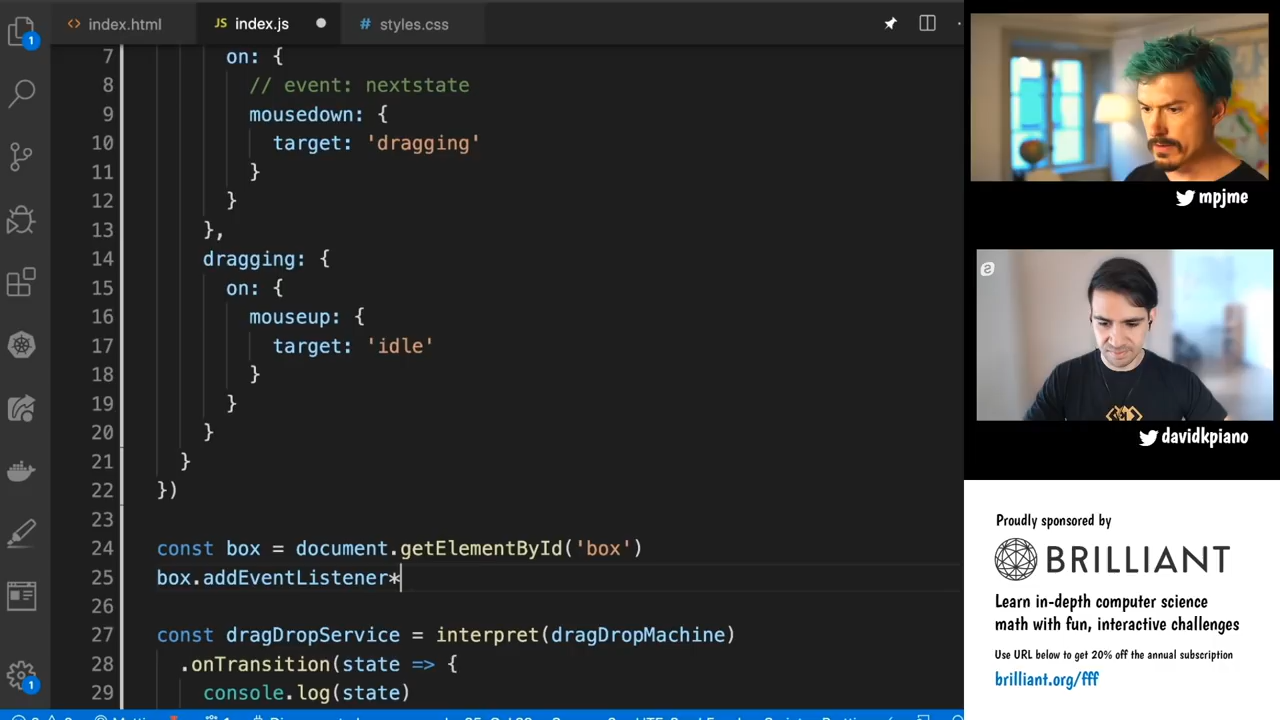 index.html
JS index.js
# styles.css
7 on: {
8 // event: nextstate
9 mousedown: {
10 target: 'dragging'
11 }
12 }
13 },
14 dragging: {
15 on: {
16 mouseup: {
17 target: 'idle'
18 }
19 }
20 }
21 }
22 })
23
24 const box = document.getElementById('box')
25 box.addEventListener*
26
27 const dragDropService = interpret(dragDropMachine)
28 .onTransition(state => {
29 console.log(state)
1
1
mpjme
davidkpiano
Proudly sponsored by
BRILLIANT
Learn in-depth computer science
math with fun, interactive challenges
Use URL below to get 20% off the annual subscription
brilliant.org/fff